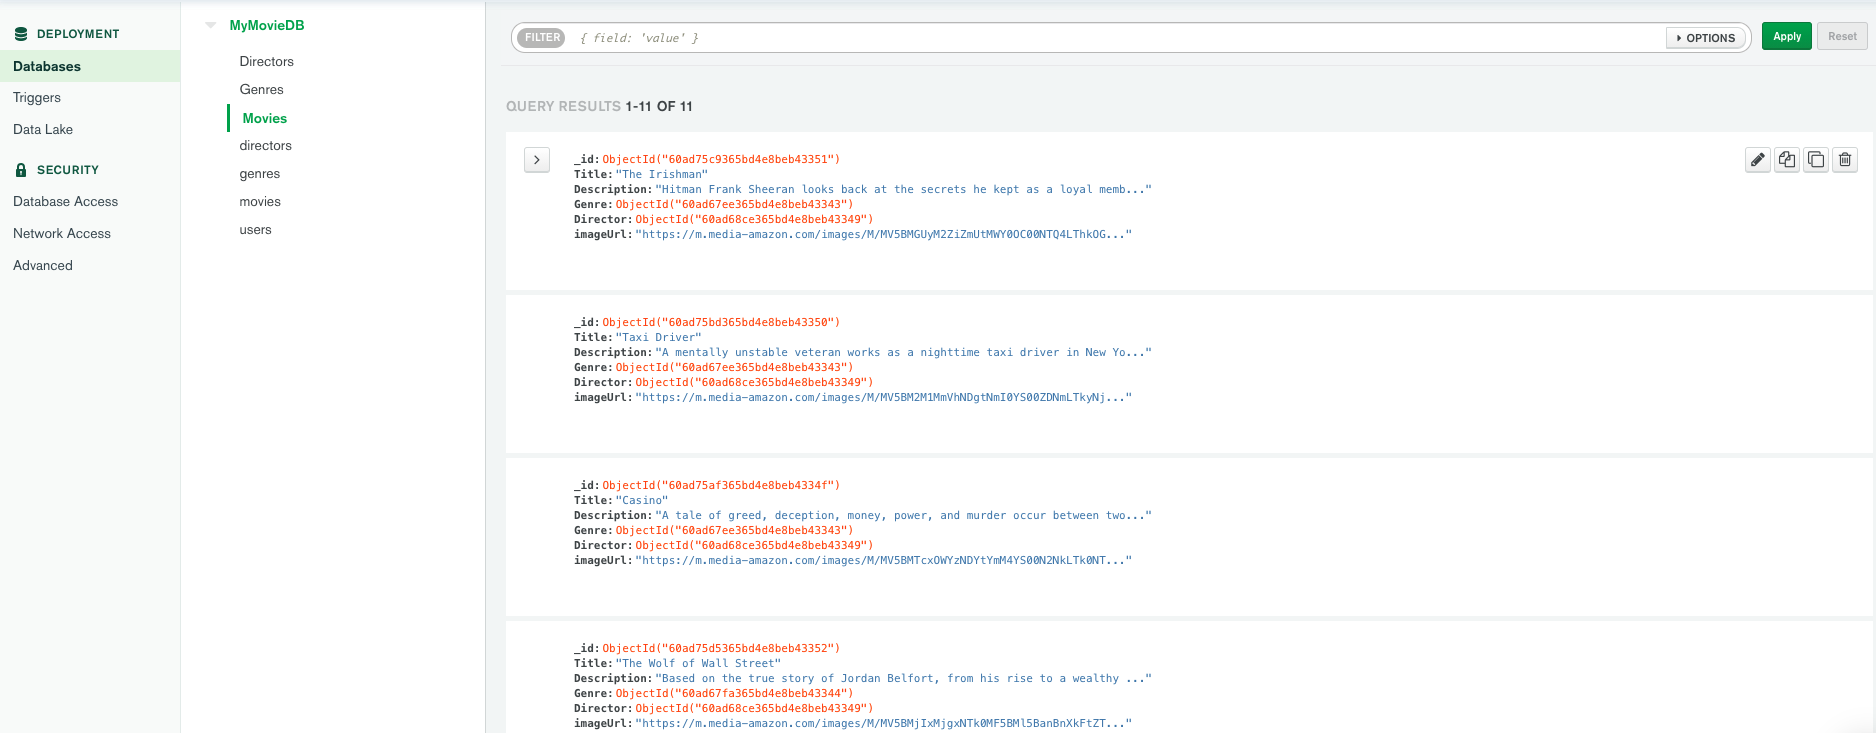 DEPLOYMENT
Databases
Triggers
Data Lake
SECURITY
Database Access
Network Access
Advanced
MyMovieDB
Directors
Genres
Movies
directors
genres
movies
users
FILTER { field: 'value' } OPTIONS Apply Reset
QUERY RESULTS 1-11 OF 11
_id: ObjectId("60ad75c9365bd4e8beb43351")
Title: "The Irishman"
Description: "Hitman Frank Sheeran looks back at the secrets he kept as a loyal memb..."
Genre: ObjectId("60ad67ee365bd4e8beb43343")
Director: ObjectId("60ad68ce365bd4e8beb43349")
imageUrl: "https://m.media-amazon.com/images/M/MV5BMGUyM2ZiZmUtMWY0OC00NTQ4LThkOG..."
_id: ObjectId("60ad75bd365bd4e8beb43350")
Title: "Taxi Driver"
Description: "A mentally unstable veteran works as a nighttime taxi driver in New Yo..."
Genre: ObjectId("60ad67ee365bd4e8beb43343")
Director: ObjectId("60ad68ce365bd4e8beb43349")
imageUrl: "https://m.media-amazon.com/images/M/MV5BM2M1MmVhNDgtNmI0YS00ZDNmLTkyNj..."
_id: ObjectId("60ad75af365bd4e8beb4334f")
Title: "Casino"
Description: "A tale of greed, deception, money, power, and murder occur between two..."
Genre: ObjectId("60ad67ee365bd4e8beb43343")
Director: ObjectId("60ad68ce365bd4e8beb43349")
imageUrl: "https://m.media-amazon.com/images/M/MV5BMTcxOWYzNDYtYmM4YS00N2NkLTk0NT..."
_id: ObjectId("60ad75d5365bd4e8beb43352")
Title: "The Wolf of Wall Street"
Description: "Based on the true story of Jordan Belfort, from his rise to a wealthy ..."
Genre: ObjectId("60ad67fa365bd4e8beb43344")
Director: ObjectId("60ad68ce365bd4e8beb43349")
imageUrl: "https://m.media-amazon.com/images/M/MV5BMjIxMjgxNTk0MF5BMl5BanBnXkFtZT..."